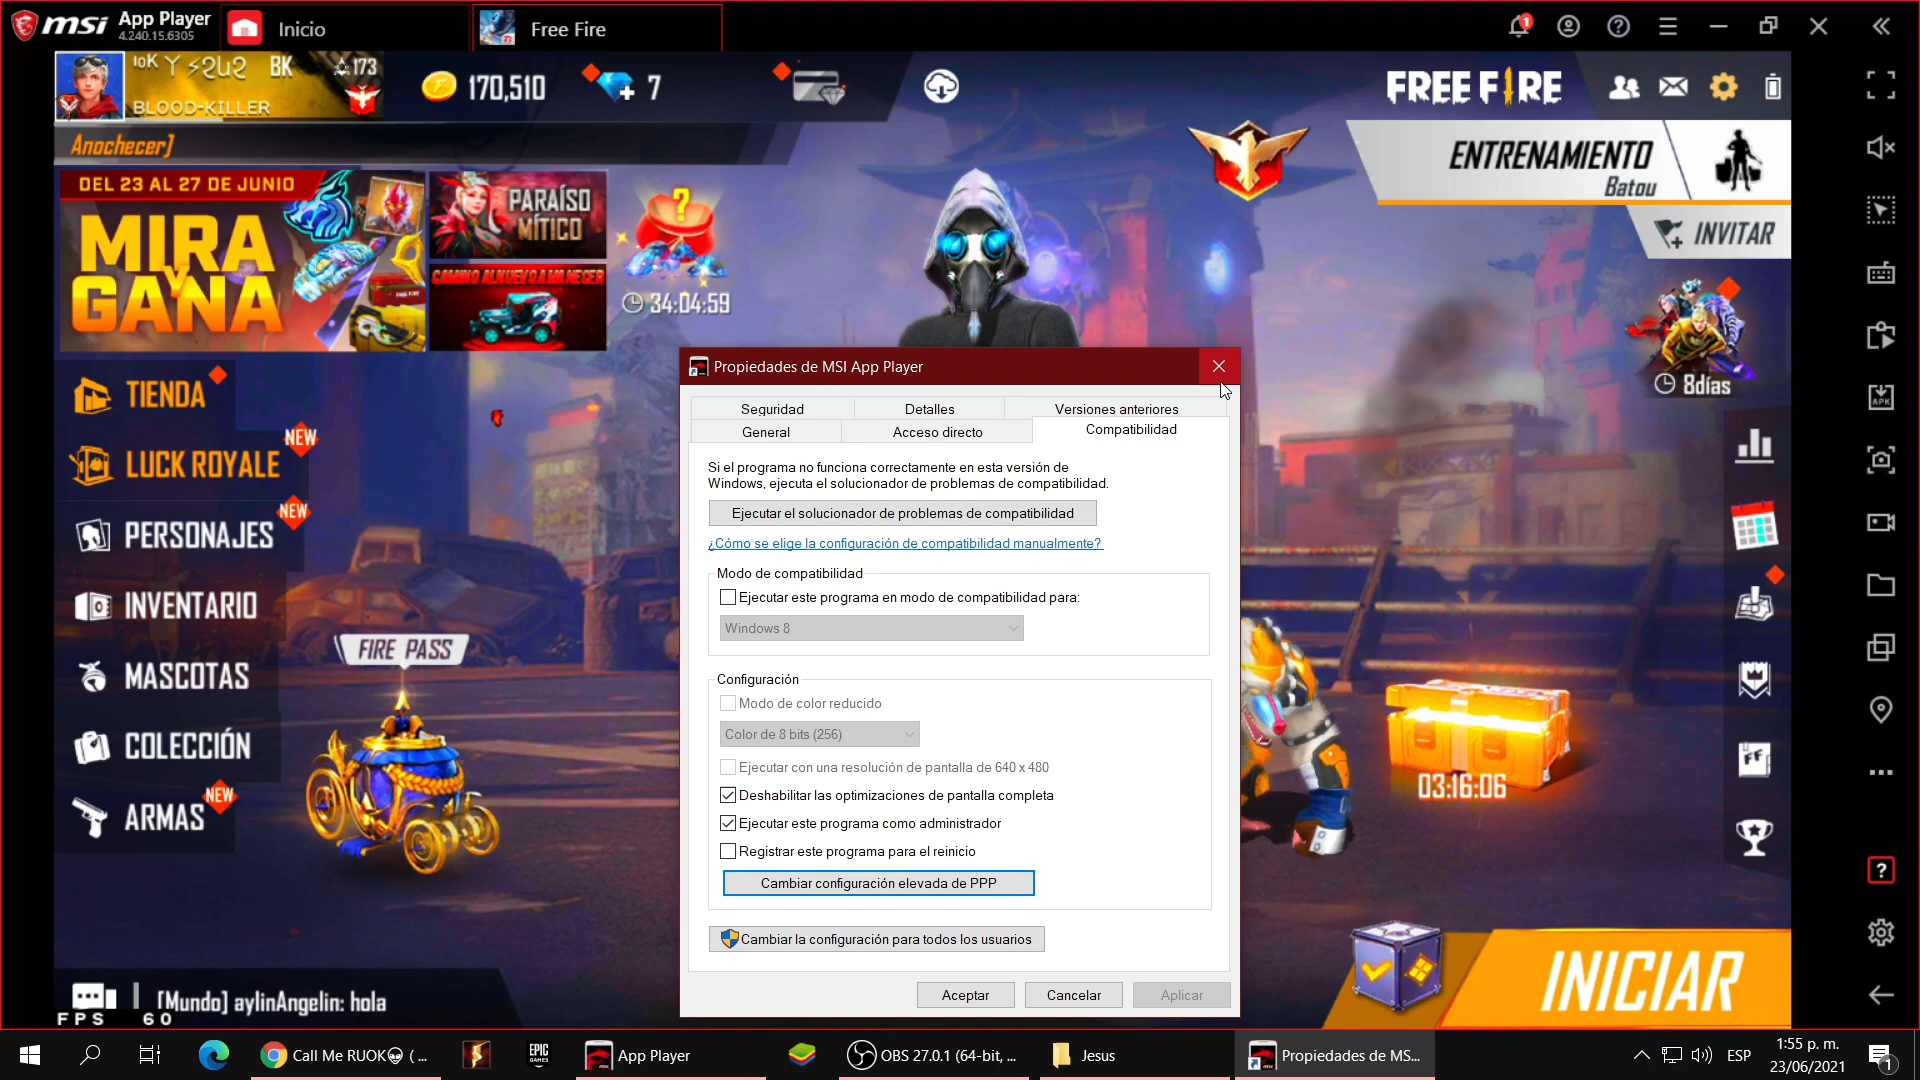 msi App Player
4.240.15.6305
Inicio
Free Fire
1
BK
173
BLOOD-KILLER
170,510
7
FREE FIRE
Anochecer]
ENTRENAMIENTO
Batou
INVITAR
DEL 23 AL 27 DE JUNIO
MIRA
Y
GANA
PARAÍSO
MÍTICO
?
34:04:59
8días
TIENDA
NEW
LUCK ROYALE
NEW
PERSONAJES
INVENTARIO
MASCOTAS
COLECCIÓN
NEW
ARMAS
FIRE PASS
Propiedades de MSI App Player
Seguridad
Detalles
Versiones anteriores
General
Acceso directo
Compatibilidad
Si el programa no funciona correctamente en esta versión de
Windows, ejecuta el solucionador de problemas de compatibilidad.
Ejecutar el solucionador de problemas de compatibilidad
¿Cómo se elige la configuración de compatibilidad manualmente?
Modo de compatibilidad
Ejecutar este programa en modo de compatibilidad para:
Windows 8
Configuración
Modo de color reducido
Color de 8 bits (256)
Ejecutar con una resolución de pantalla de 640 x 480
Deshabilitar las optimizaciones de pantalla completa
Ejecutar este programa como administrador
Registrar este programa para el reinicio
Cambiar configuración elevada de PPP
Cambiar la configuración para todos los usuarios
Aceptar
Cancelar
Aplicar
03:16:06
FF
APK
?
INICIAR
[Mundo] aylinAngelin: hola
FPS 60
Call Me RUOK💀 ( ...
EPIC
GAMES
App Player
OBS 27.0.1 (64-bit, ...
Jesus
Propiedades de MS...
ESP
1:55 p. m.
23/06/2021
1